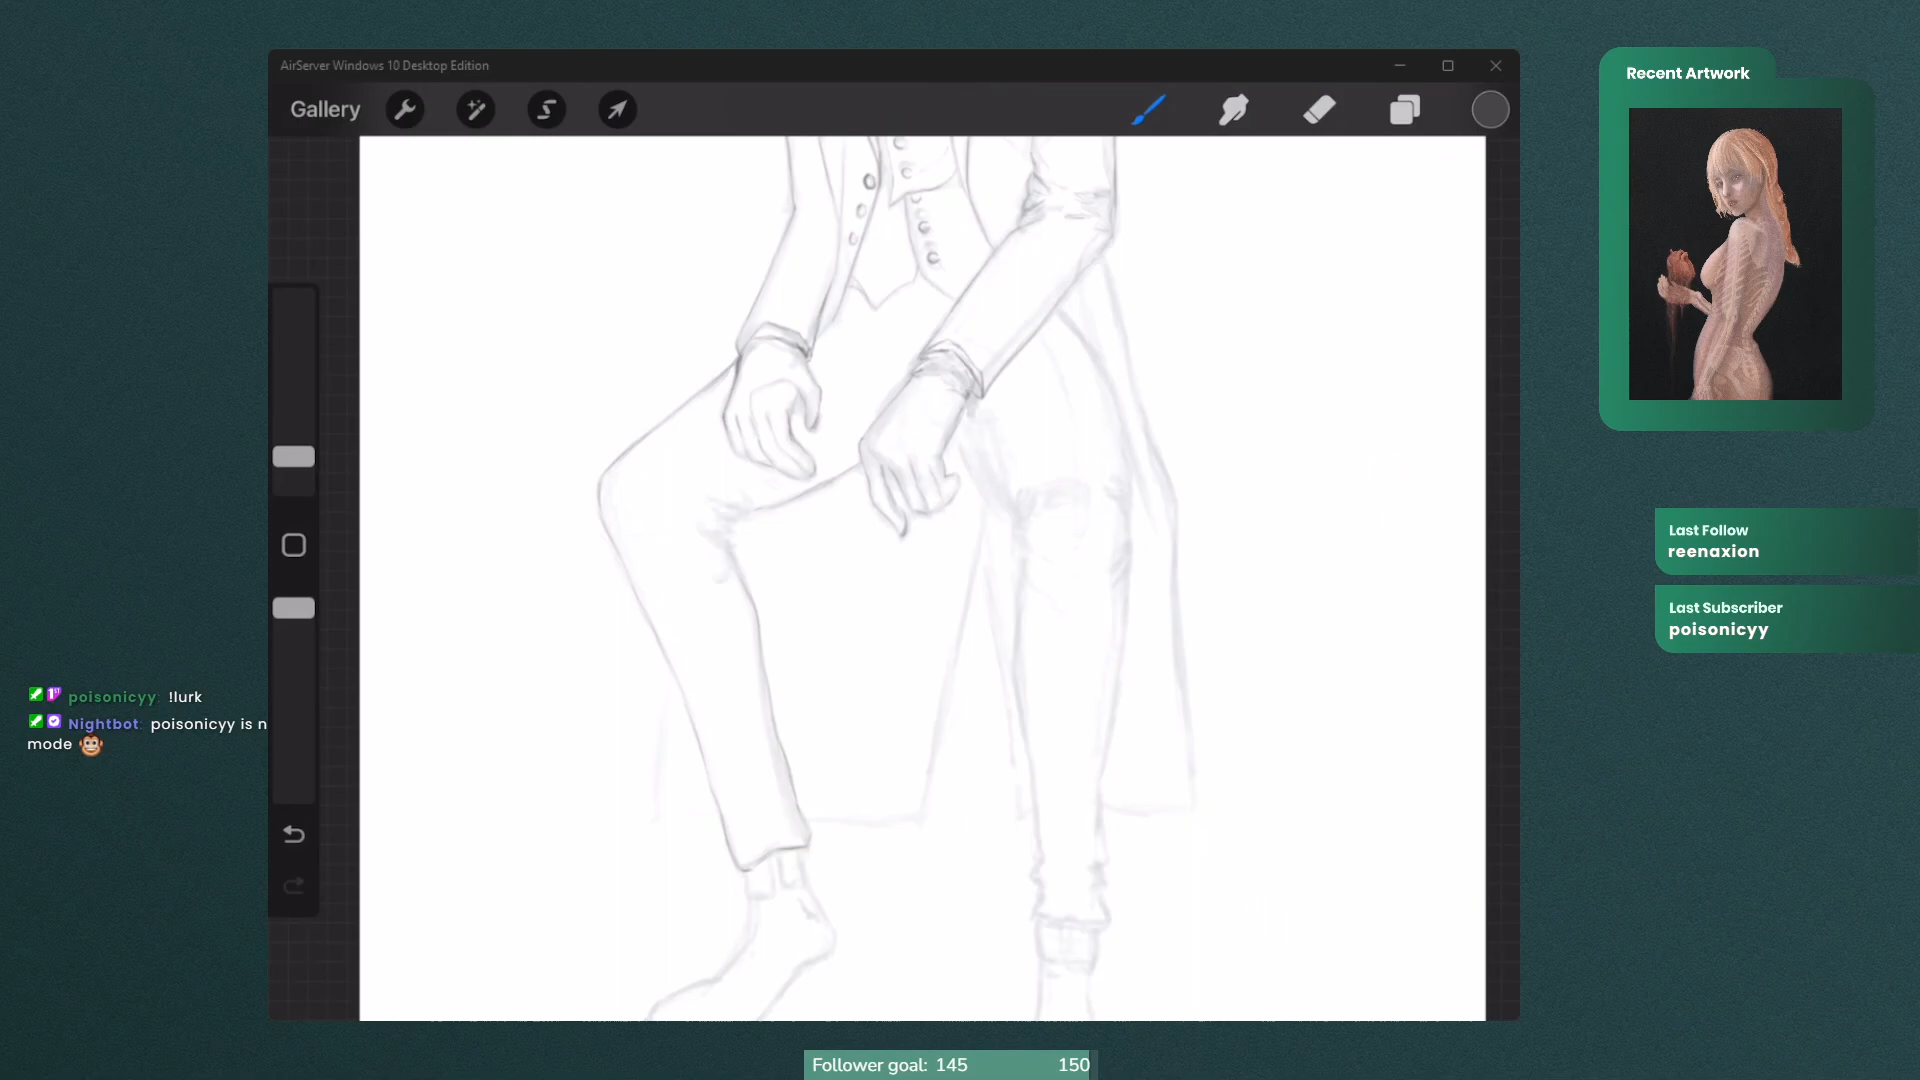 AirServer Windows 10 Desktop Edition
Gallery
Recent Artwork
Last Follow
reenaxion
Last Subscriber
poisonicyy
poisonicyy: !lurk
Nightbot: poisonicyy is n
mode
Follower goal: 145 150